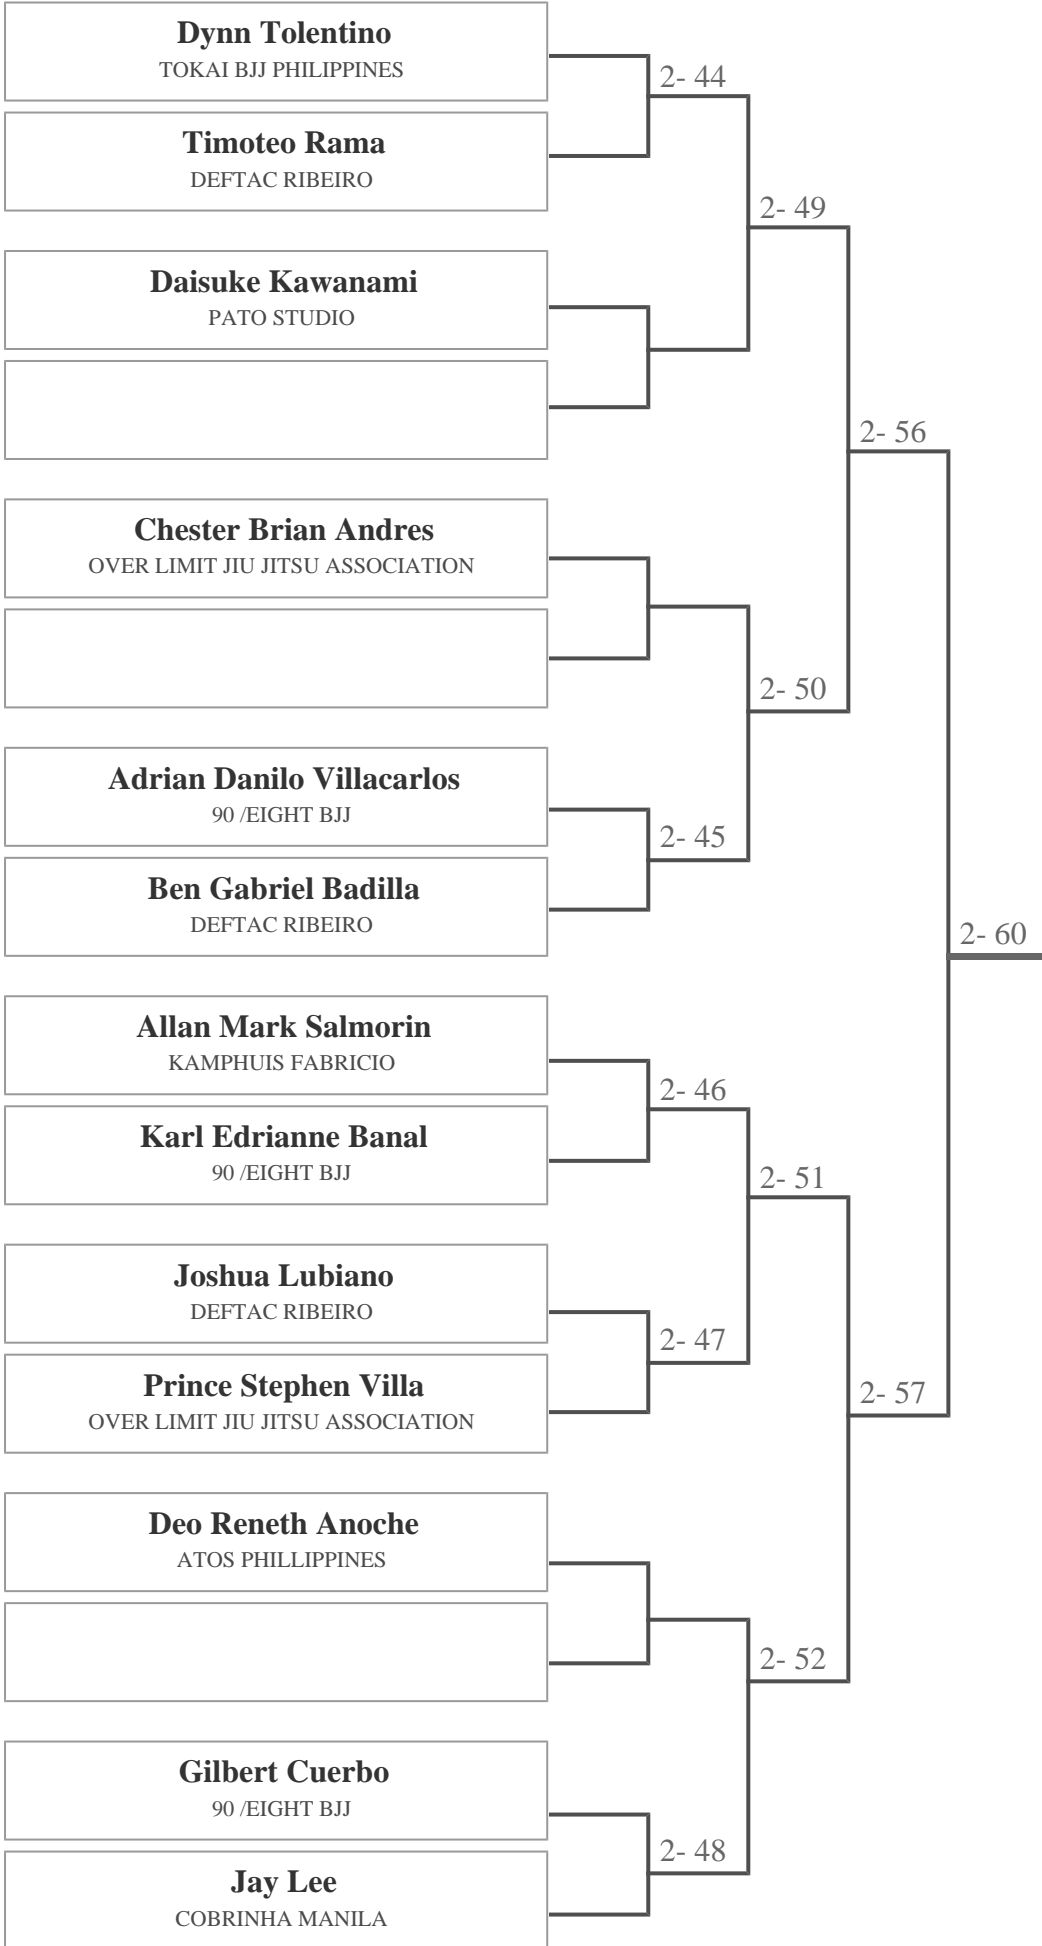 Dynn Tolentino
TOKAI BJJ PHILIPPINES
2- 44
Timoteo Rama
DEFTAC RIBEIRO
2- 49
Daisuke Kawanami
PATO STUDIO
2- 56
Chester Brian Andres
OVER LIMIT JIU JITSU ASSOCIATION
2- 50
Adrian Danilo Villacarlos
90 /EIGHT BJJ
2- 45
Ben Gabriel Badilla
DEFTAC RIBEIRO
2- 60
Allan Mark Salmorin
KAMPHUIS FABRICIO
2- 46
Karl Edrianne Banal
90 /EIGHT BJJ
2- 51
Joshua Lubiano
DEFTAC RIBEIRO
2- 47
Prince Stephen Villa
OVER LIMIT JIU JITSU ASSOCIATION
2- 57
Deo Reneth Anoche
ATOS PHILLIPPINES
2- 52
Gilbert Cuerbo
90 /EIGHT BJJ
2- 48
Jay Lee
COBRINHA MANILA